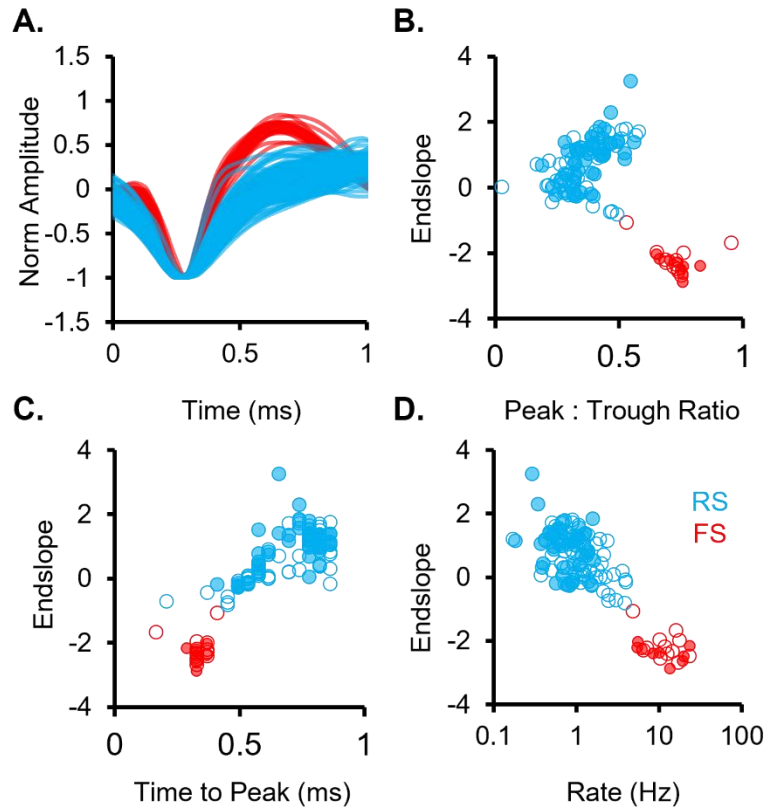 A.
Norm Amplitude
1.5
1
0.5
0
-0.5
-1
-1.5
0
0.5
1
Time (ms)
B.
Endslope
4
2
0
-2
-4
0
0.5
1
Peak : Trough Ratio
C.
Endslope
4
2
0
-2
-4
0
0.5
1
Time to Peak (ms)
D.
Endslope
4
2
0
-2
-4
RS
FS
0.1
1
10
100
Rate (Hz)